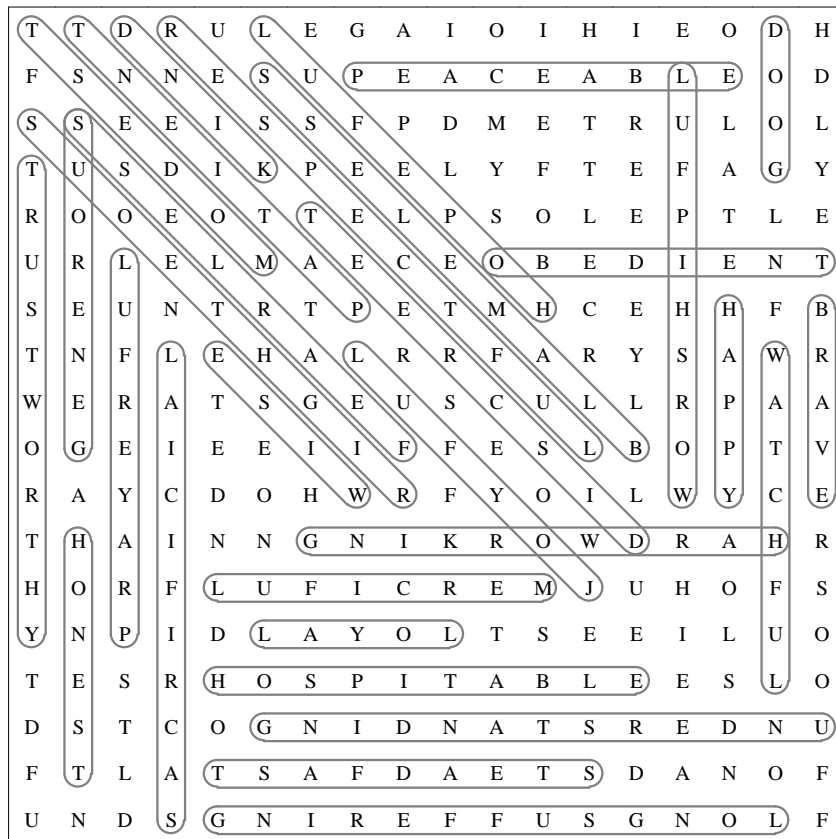 T T D R U L E G A I O I H I E O D H
F S N N E S U P E A C E A B L E O D
S S E E I S S F P D M E T R U L O L
T U S D I K P E E L Y F T E F A G Y
R O O E O T T E L P S O L E P T L E
U R L E L M A E C E O B E D I E N T
S E U N T R T P E T M H C E H H F B
T N F L E H A L R R F A R Y S A W R
W E R A T S G E U S C U L L R P A A
O G E I E E I I F F E S L B O P T V
R A Y C D O H W R F Y O I L W Y C E
T H A I N N G N I K R O W D R A H R
H O R F L U F I C R E M J U H O F S
Y N P I D L A Y O L T S E E I L U O
T E S R H O S P I T A B L E E S L O
D S T C O G N I D N A T S R E D N U
F T L A T S A F D A E T S D A N O F
U N D S G N I R E F F U S G N O L F